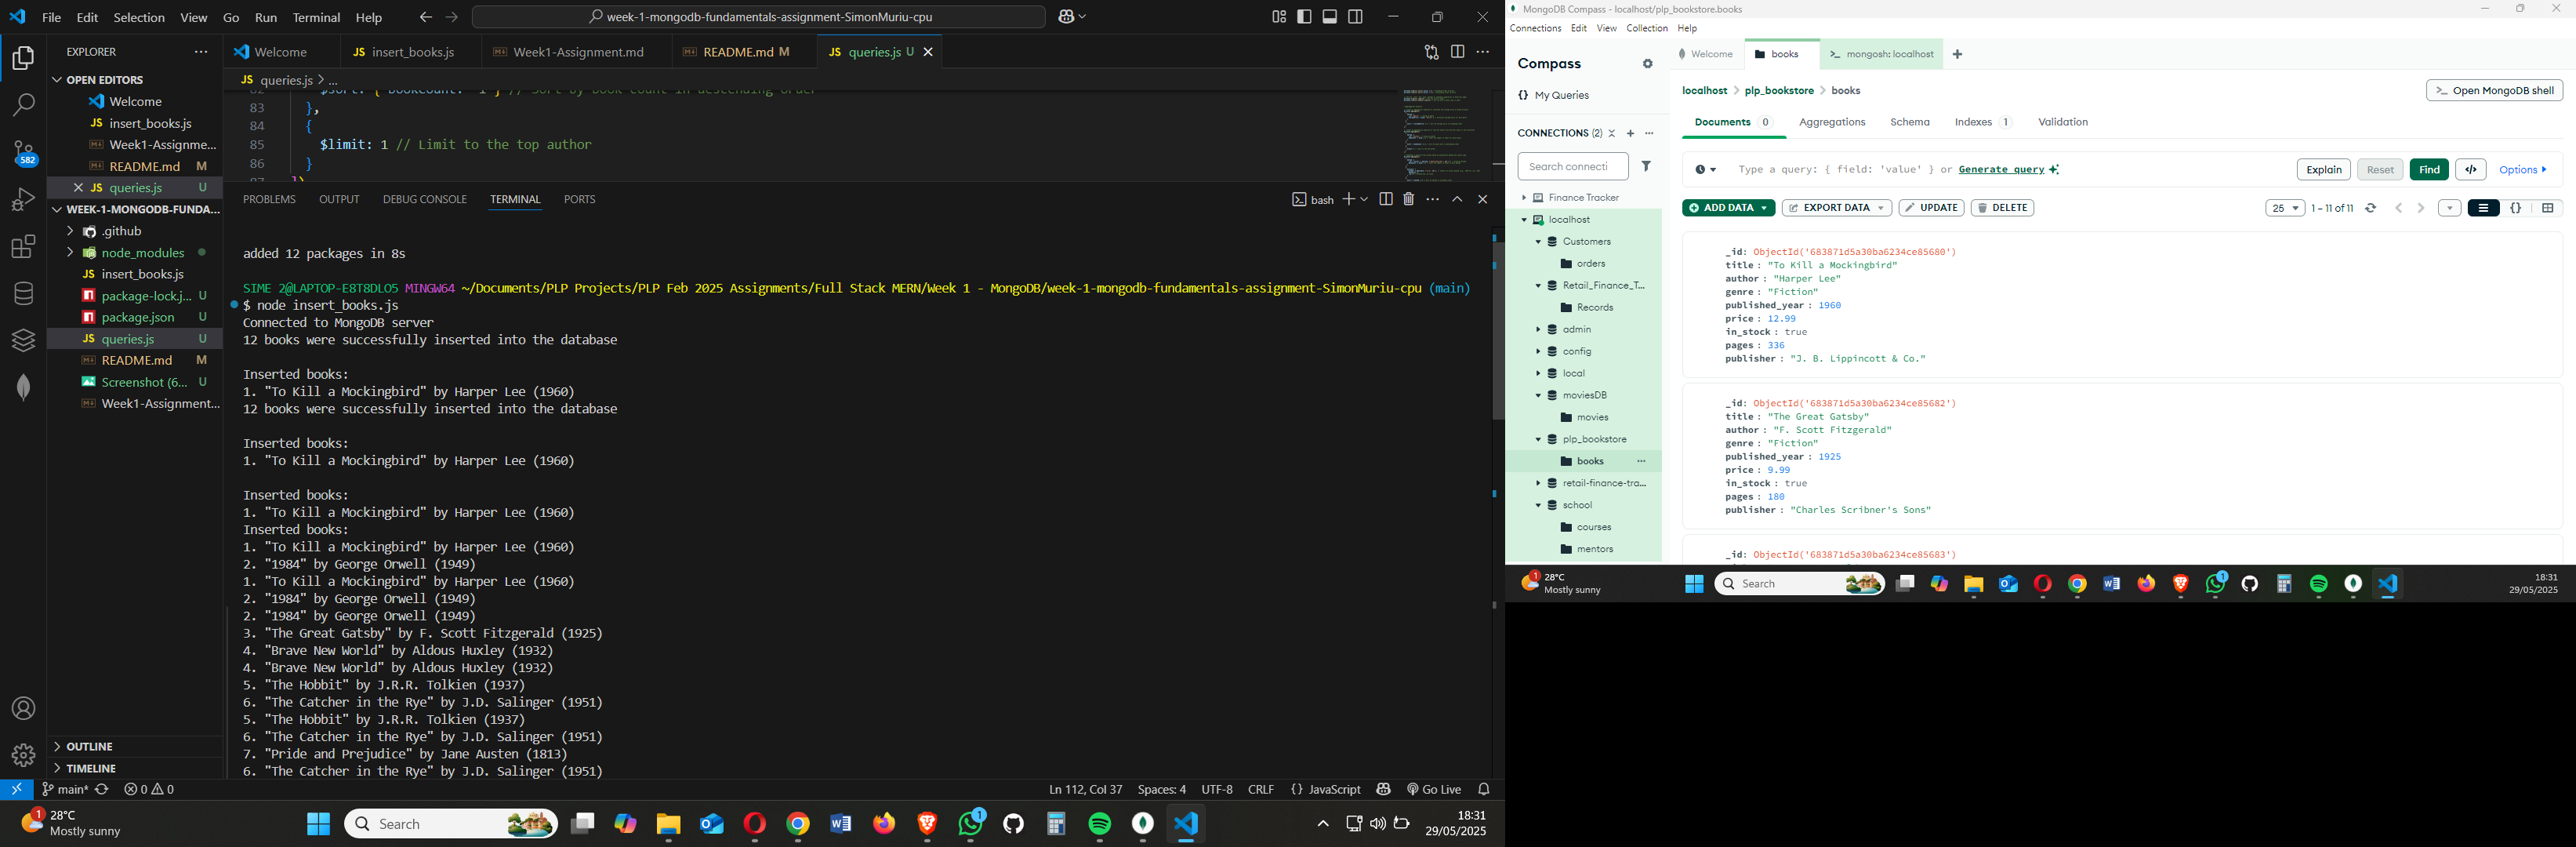 File Edit Selection View Go Run Terminal Help
week-1-mongodb-fundamentals-assignment-SimonMuriu-cpu
EXPLORER
OPEN EDITORS
Welcome
JS insert_books.js
Week1-Assignme...
README.md M
JS queries.js U
WEEK-1-MONGODB-FUNDA...
.github
node_modules
JS insert_books.js
package-lock.j... U
package.json U
JS queries.js U
README.md M
Screenshot (6... U
Week1-Assignment...
OUTLINE
TIMELINE
582
Welcome JS insert_books.js Week1-Assignment.md README.md M JS queries.js U
JS queries.js > ...
83 },
84 {
85 $limit: 1 // Limit to the top author
86 }
PROBLEMS OUTPUT DEBUG CONSOLE TERMINAL PORTS
bash
added 12 packages in 8s
SIME 2@LAPTOP-E8T8DLO5 MINGW64 ~/Documents/PLP Projects/PLP Feb 2025 Assignments/Full Stack MERN/Week 1 - MongoDB/week-1-mongodb-fundamentals-assignment-SimonMuriu-cpu (main)
$ node insert_books.js
Connected to MongoDB server
12 books were successfully inserted into the database
Inserted books:
1. "To Kill a Mockingbird" by Harper Lee (1960)
12 books were successfully inserted into the database
Inserted books:
1. "To Kill a Mockingbird" by Harper Lee (1960)
Inserted books:
1. "To Kill a Mockingbird" by Harper Lee (1960)
Inserted books:
1. "To Kill a Mockingbird" by Harper Lee (1960)
2. "1984" by George Orwell (1949)
1. "To Kill a Mockingbird" by Harper Lee (1960)
2. "1984" by George Orwell (1949)
2. "1984" by George Orwell (1949)
3. "The Great Gatsby" by F. Scott Fitzgerald (1925)
4. "Brave New World" by Aldous Huxley (1932)
4. "Brave New World" by Aldous Huxley (1932)
5. "The Hobbit" by J.R.R. Tolkien (1937)
6. "The Catcher in the Rye" by J.D. Salinger (1951)
5. "The Hobbit" by J.R.R. Tolkien (1937)
6. "The Catcher in the Rye" by J.D. Salinger (1951)
7. "Pride and Prejudice" by Jane Austen (1813)
6. "The Catcher in the Rye" by J.D. Salinger (1951)
main* 0 0 Ln 112, Col 37 Spaces: 4 UTF-8 CRLF {} JavaScript Go Live
1 28°C
Mostly sunny
Search
1
18:31
29/05/2025
MongoDB Compass - localhost/plp_bookstore.books
Connections Edit View Collection Help
Compass
{} My Queries
CONNECTIONS (2)
Search connecti
Finance Tracker
localhost
Customers
orders
Retail_Finance_T...
Records
admin
config
local
moviesDB
movies
plp_bookstore
books
retail-finance-tra...
school
courses
mentors
Welcome books >_ mongosh: localhost
localhost > plp_bookstore > books
>_ Open MongoDB shell
Documents 0 Aggregations Schema Indexes 1 Validation
Type a query: { field: 'value' } or Generate query
Explain Reset Find </> Options
ADD DATA EXPORT DATA UPDATE DELETE
25 1 – 11 of 11
_id: ObjectId('683871d5a30ba6234ce85680')
title : "To Kill a Mockingbird"
author : "Harper Lee"
genre : "Fiction"
published_year : 1960
price : 12.99
in_stock : true
pages : 336
publisher : "J. B. Lippincott & Co."
_id: ObjectId('683871d5a30ba6234ce85682')
title : "The Great Gatsby"
author : "F. Scott Fitzgerald"
genre : "Fiction"
published_year : 1925
price : 9.99
in_stock : true
pages : 180
publisher : "Charles Scribner's Sons"
_id: ObjectId('683871d5a30ba6234ce85683')
1 28°C
Mostly sunny
Search
1
18:31
29/05/2025